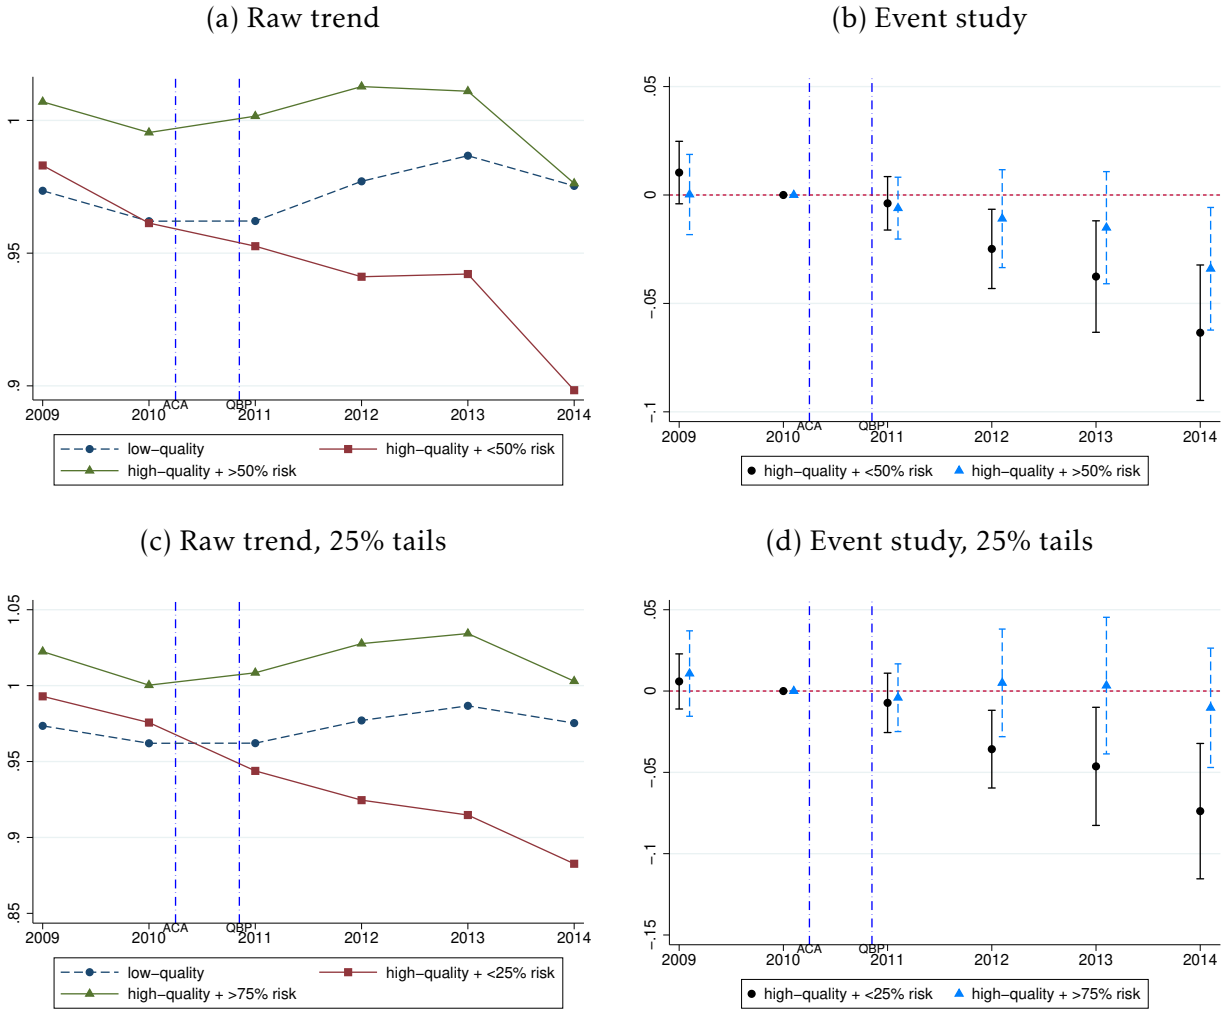 (a) Raw trend
1
.95
.9
2009 2010 ACA QBP 2011 2012 2013 2014
low−quality
high−quality + <50% risk
high−quality + >50% risk
(b) Event study
.05
0
−.05
−.1
2009 2010 ACA QBP 2011 2012 2013 2014
high−quality + <50% risk
high−quality + >50% risk
(c) Raw trend, 25% tails
1.05
1
.95
.9
.85
2009 2010 ACA QBP 2011 2012 2013 2014
low−quality
high−quality + <25% risk
high−quality + >75% risk
(d) Event study, 25% tails
.05
0
−.05
−.1
−.15
2009 2010 ACA QBP 2011 2012 2013 2014
high−quality + <25% risk
high−quality + >75% risk